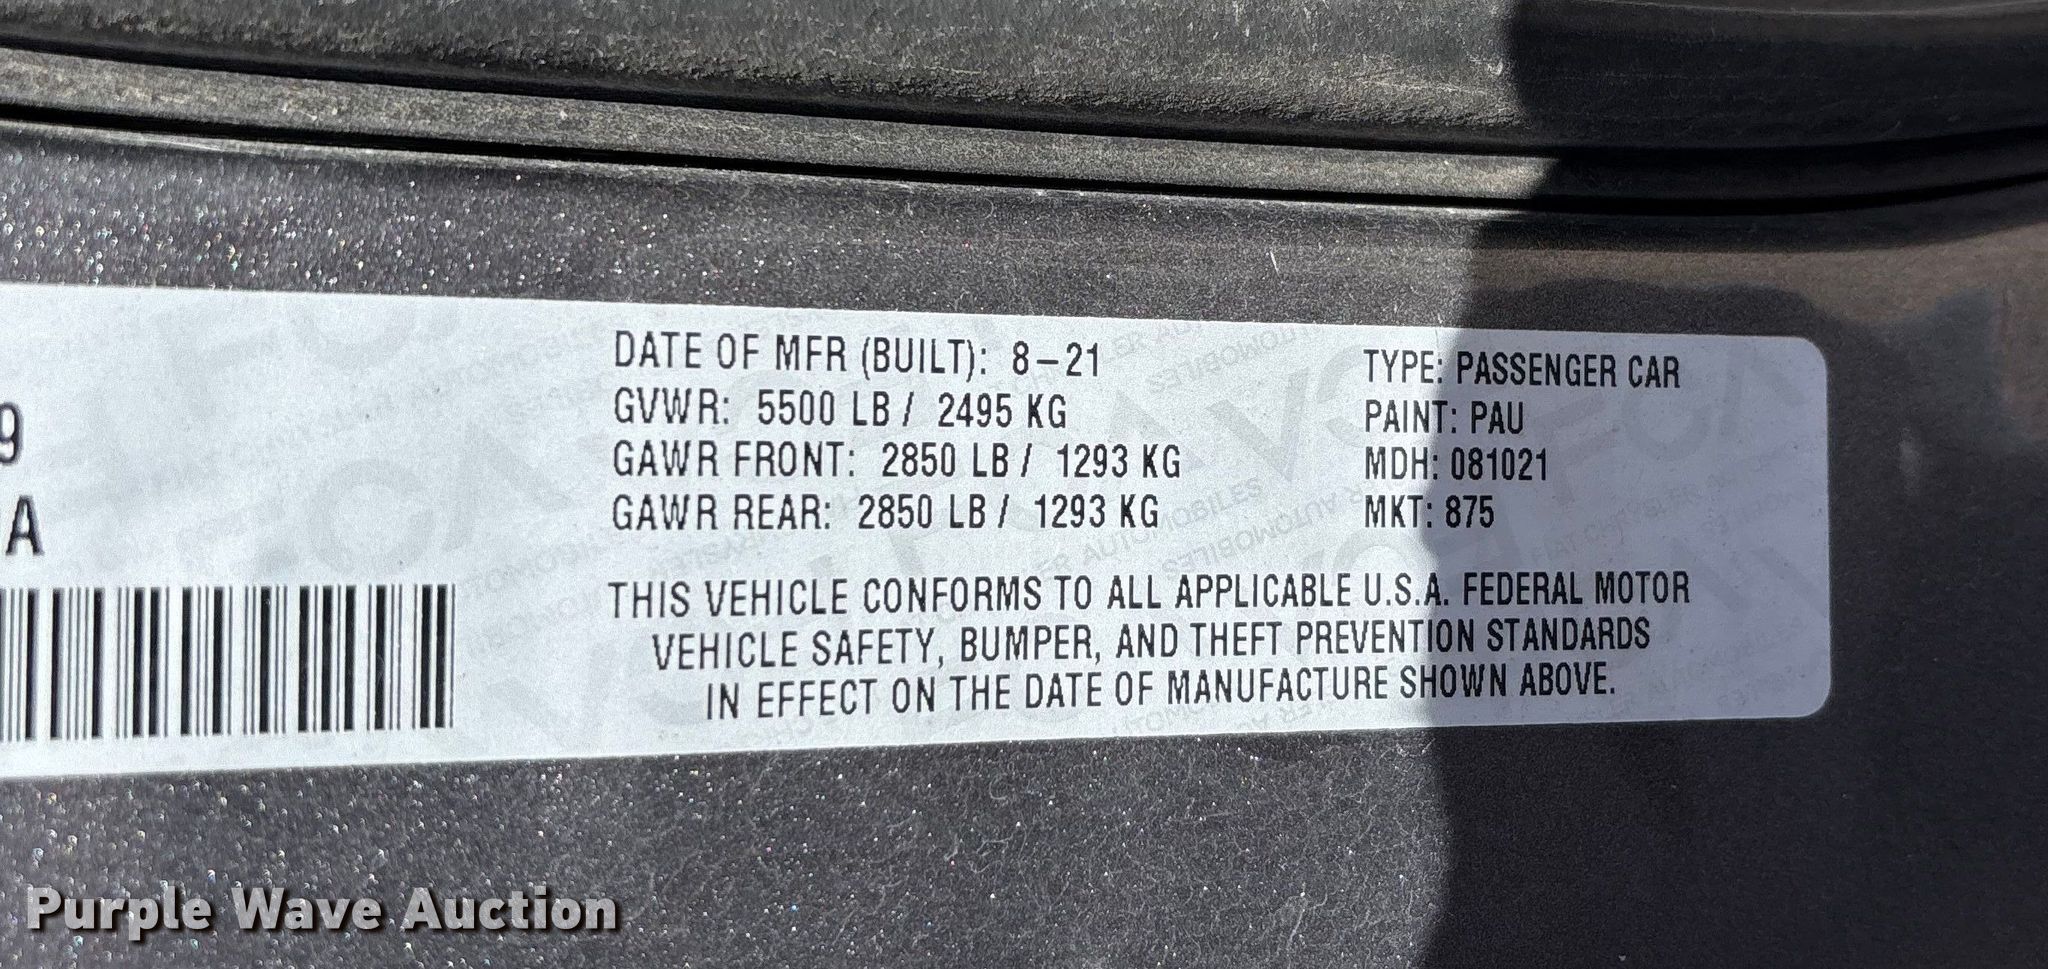 DATE OF MFR (BUILT): 8-21
GVWR: 5500 LB / 2495 KG
GAWR FRONT: 2850 LB / 1293 KG
GAWR REAR: 2850 LB / 1293 KG
TYPE: PASSENGER CAR
PAINT: PAU
MDH: 081021
MKT: 875
9
A
THIS VEHICLE CONFORMS TO ALL APPLICABLE U.S.A. FEDERAL MOTOR
VEHICLE SAFETY, BUMPER, AND THEFT PREVENTION STANDARDS
IN EFFECT ON THE DATE OF MANUFACTURE SHOWN ABOVE.
Purple Wave Auction